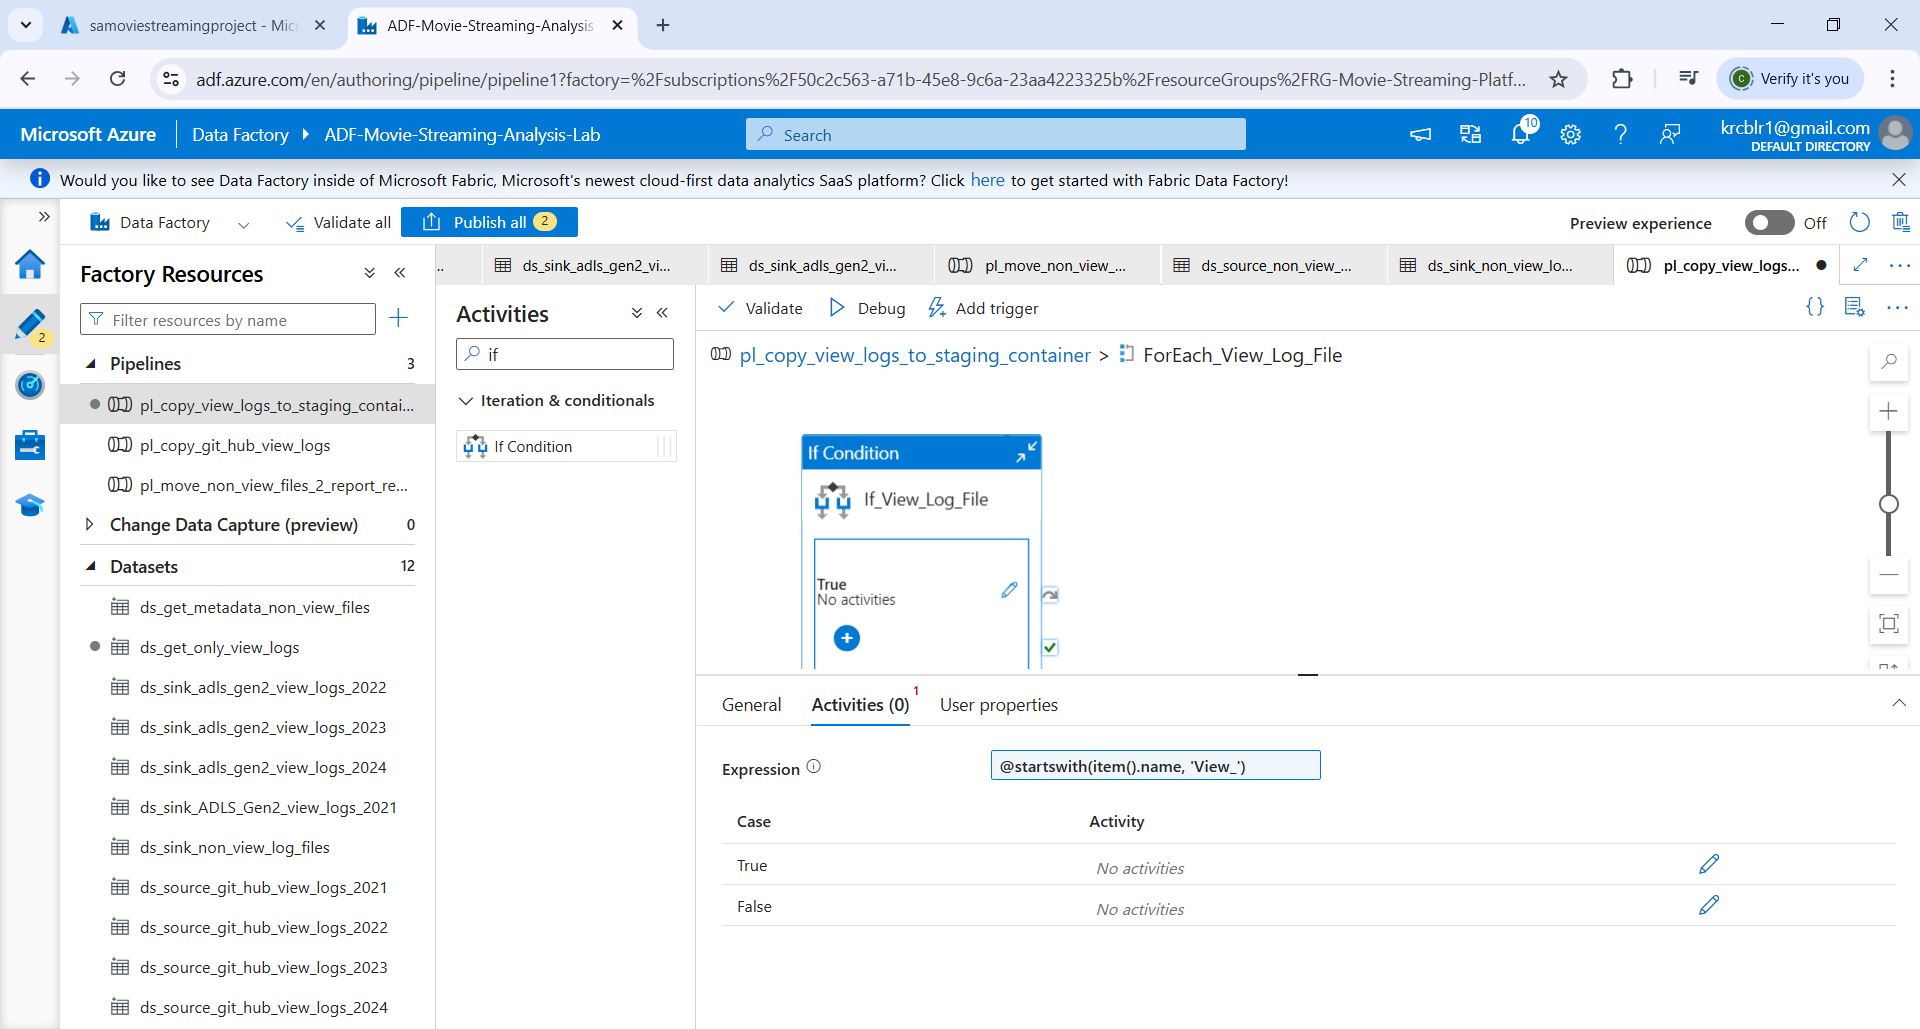 samoviestreamingproject - Micr
ADF-Movie-Streaming-Analysis
adf.azure.com/en/authoring/pipeline/pipeline1?factory=%2Fsubscriptions%2F50c2c563-a71b-45e8-9c6a-23aa4223325b%2FresourceGroups%2FRG-Movie-Streaming-Platf...
Verify it's you
Microsoft Azure
Data Factory
ADF-Movie-Streaming-Analysis-Lab
Search
10
krcblr1@gmail.com
DEFAULT DIRECTORY
Would you like to see Data Factory inside of Microsoft Fabric, Microsoft's newest cloud-first data analytics SaaS platform? Click here to get started with Fabric Data Factory!
Data Factory
Validate all
Publish all 2
Preview experience
Off
2
Factory Resources
Filter resources by name
Pipelines 3
pl_copy_view_logs_to_staging_contai...
pl_copy_git_hub_view_logs
pl_move_non_view_files_2_report_re...
Change Data Capture (preview) 0
Datasets 12
ds_get_metadata_non_view_files
ds_get_only_view_logs
ds_sink_adls_gen2_view_logs_2022
ds_sink_adls_gen2_view_logs_2023
ds_sink_adls_gen2_view_logs_2024
ds_sink_ADLS_Gen2_view_logs_2021
ds_sink_non_view_log_files
ds_source_git_hub_view_logs_2021
ds_source_git_hub_view_logs_2022
ds_source_git_hub_view_logs_2023
ds_source_git_hub_view_logs_2024
..
ds_sink_adls_gen2_vi...
ds_sink_adls_gen2_vi...
pl_move_non_view_...
ds_source_non_view_...
ds_sink_non_view_lo...
pl_copy_view_logs...
Activities
if
Iteration & conditionals
If Condition
Validate
Debug
Add trigger
pl_copy_view_logs_to_staging_container > ForEach_View_Log_File
If Condition
If_View_Log_File
True
No activities
General
Activities (0) 1
User properties
Expression
@startswith(item().name, 'View_')
Case
Activity
True
No activities
False
No activities